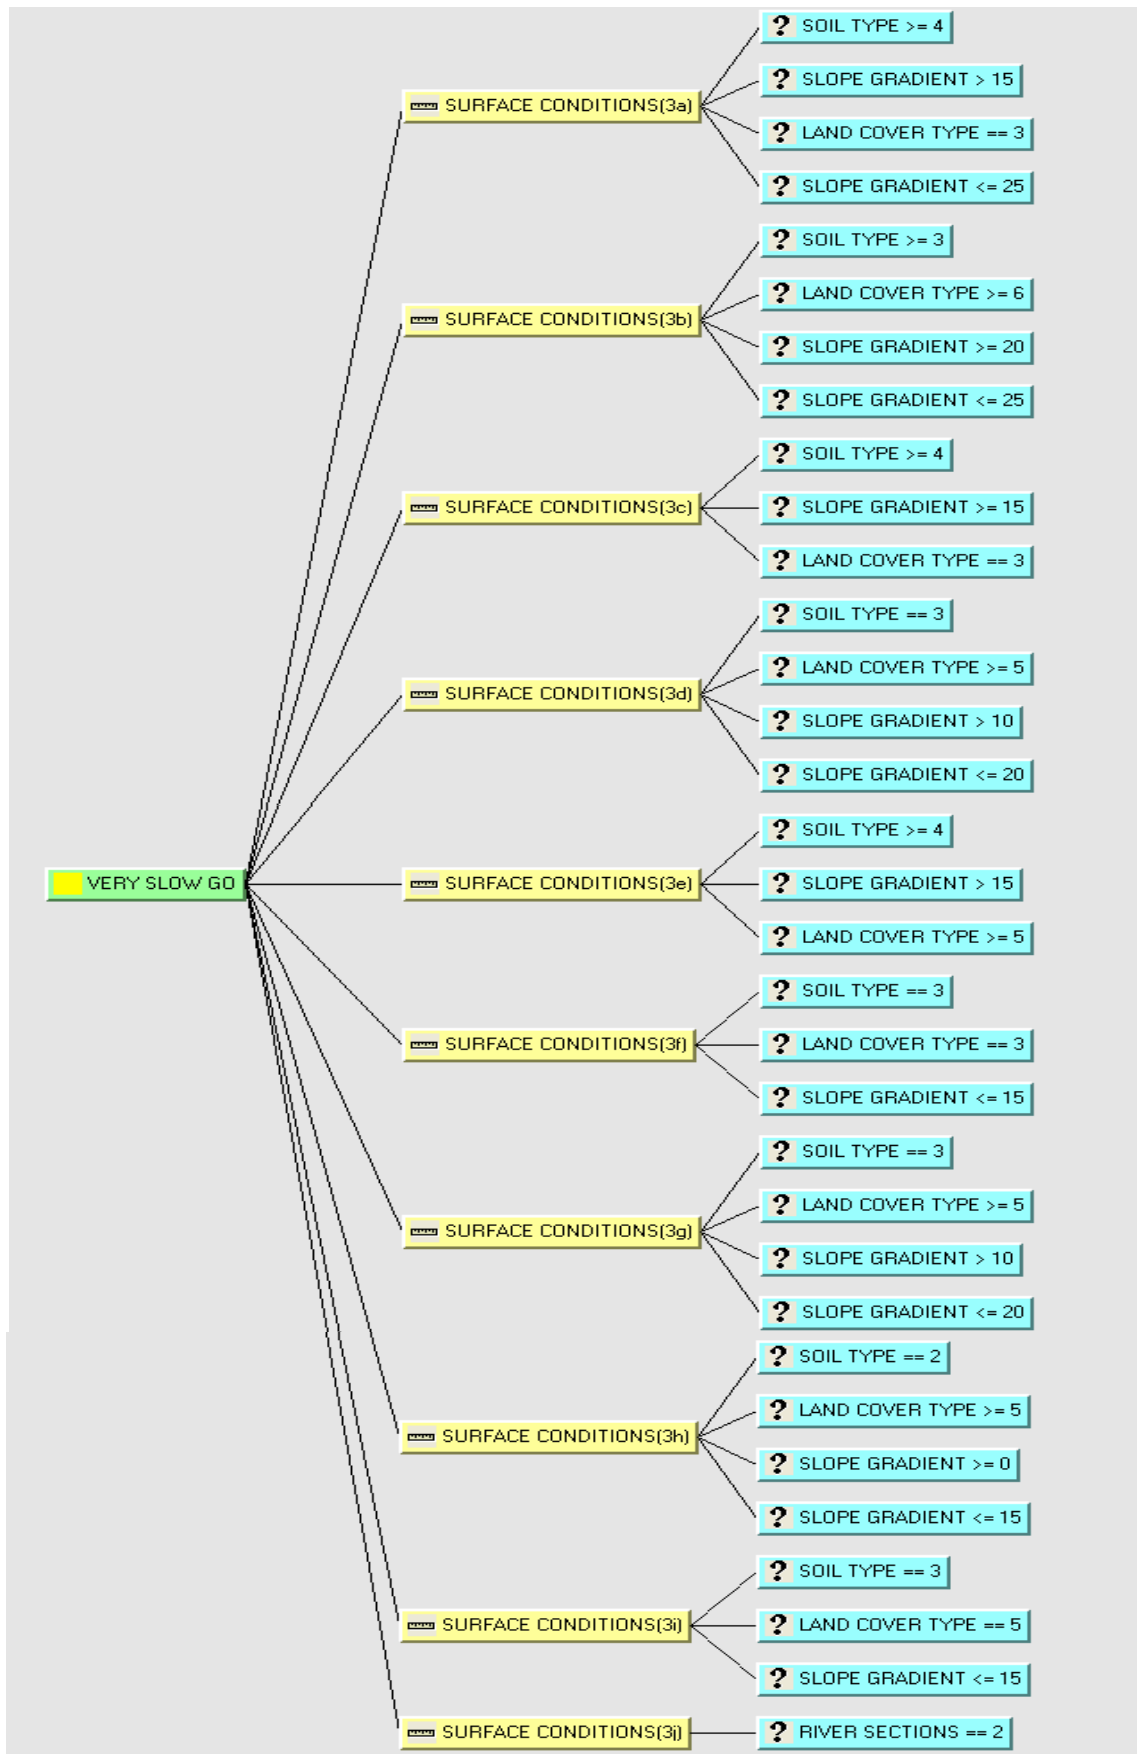 SOIL TYPE >= 4
SLOPE GRADIENT > 15
SURFACE CONDITIONS(3a)
LAND COVER TYPE == 3
SLOPE GRADIENT <= 25
SOIL TYPE >= 3
LAND COVER TYPE >= 6
SURFACE CONDITIONS(3b)
SLOPE GRADIENT >= 20
SLOPE GRADIENT <= 25
SOIL TYPE >= 4
SURFACE CONDITIONS(3c)
SLOPE GRADIENT >= 15
LAND COVER TYPE == 3
SOIL TYPE == 3
LAND COVER TYPE >= 5
SURFACE CONDITIONS(3d)
SLOPE GRADIENT > 10
SLOPE GRADIENT <= 20
SOIL TYPE >= 4
VERY SLOW GO
SURFACE CONDITIONS(3e)
SLOPE GRADIENT > 15
LAND COVER TYPE >= 5
SOIL TYPE == 3
SURFACE CONDITIONS(3f)
LAND COVER TYPE == 3
SLOPE GRADIENT <= 15
SOIL TYPE == 3
LAND COVER TYPE >= 5
SURFACE CONDITIONS(3g)
SLOPE GRADIENT > 10
SLOPE GRADIENT <= 20
SOIL TYPE == 2
LAND COVER TYPE >= 5
SURFACE CONDITIONS(3h)
SLOPE GRADIENT >= 0
SLOPE GRADIENT <= 15
SOIL TYPE == 3
SURFACE CONDITIONS(3i)
LAND COVER TYPE == 5
SLOPE GRADIENT <= 15
SURFACE CONDITIONS(3j)
RIVER SECTIONS == 2